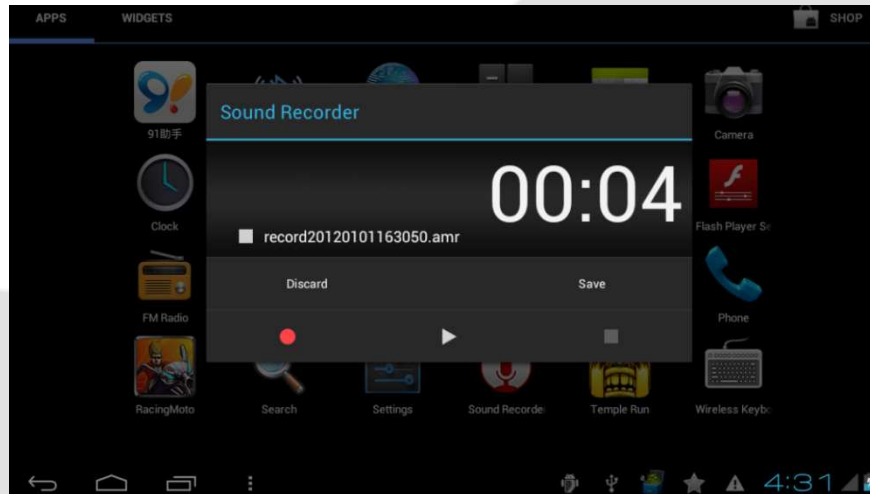 APPS WIDGETS SHOP
Sound Recorder
91助手
Camera
00:04
record20120101163050.amr
Clock
Flash Player Se
Discard Save
FM Radio
Phone
RacingMoto Search Settings Sound Recorde Temple Run Wireless Keybo
4:31